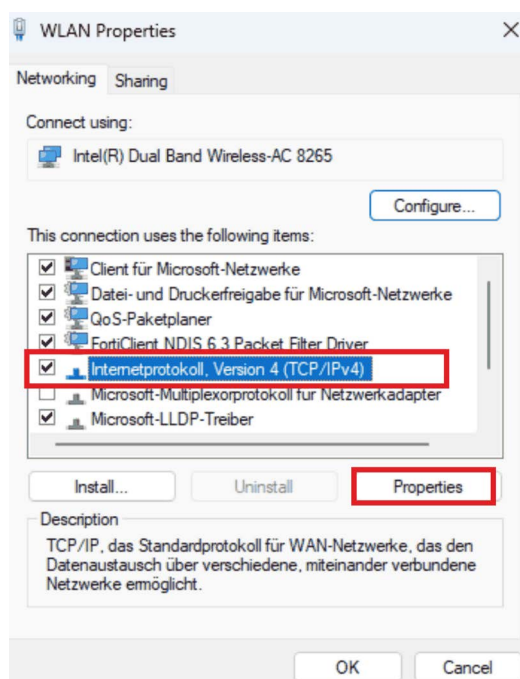 WLAN Properties
Networking Sharing
Connect using:
Intel(R) Dual Band Wireless-AC 8265
Configure...
This connection uses the following items:
Client für Microsoft-Netzwerke
Datei- und Druckerfreigabe für Microsoft-Netzwerke
QoS-Paketplaner
FortiClient NDIS 6.3 Packet Filter Driver
Internetprotokoll, Version 4 (TCP/IPv4)
Microsoft-Multiplexorprotokoll für Netzwerkadapter
Microsoft-LLDP-Treiber
Install... Uninstall Properties
Description
TCP/IP, das Standardprotokoll für WAN-Netzwerke, das den
Datenaustausch über verschiedene, miteinander verbundene
Netzwerke ermöglicht.
OK Cancel